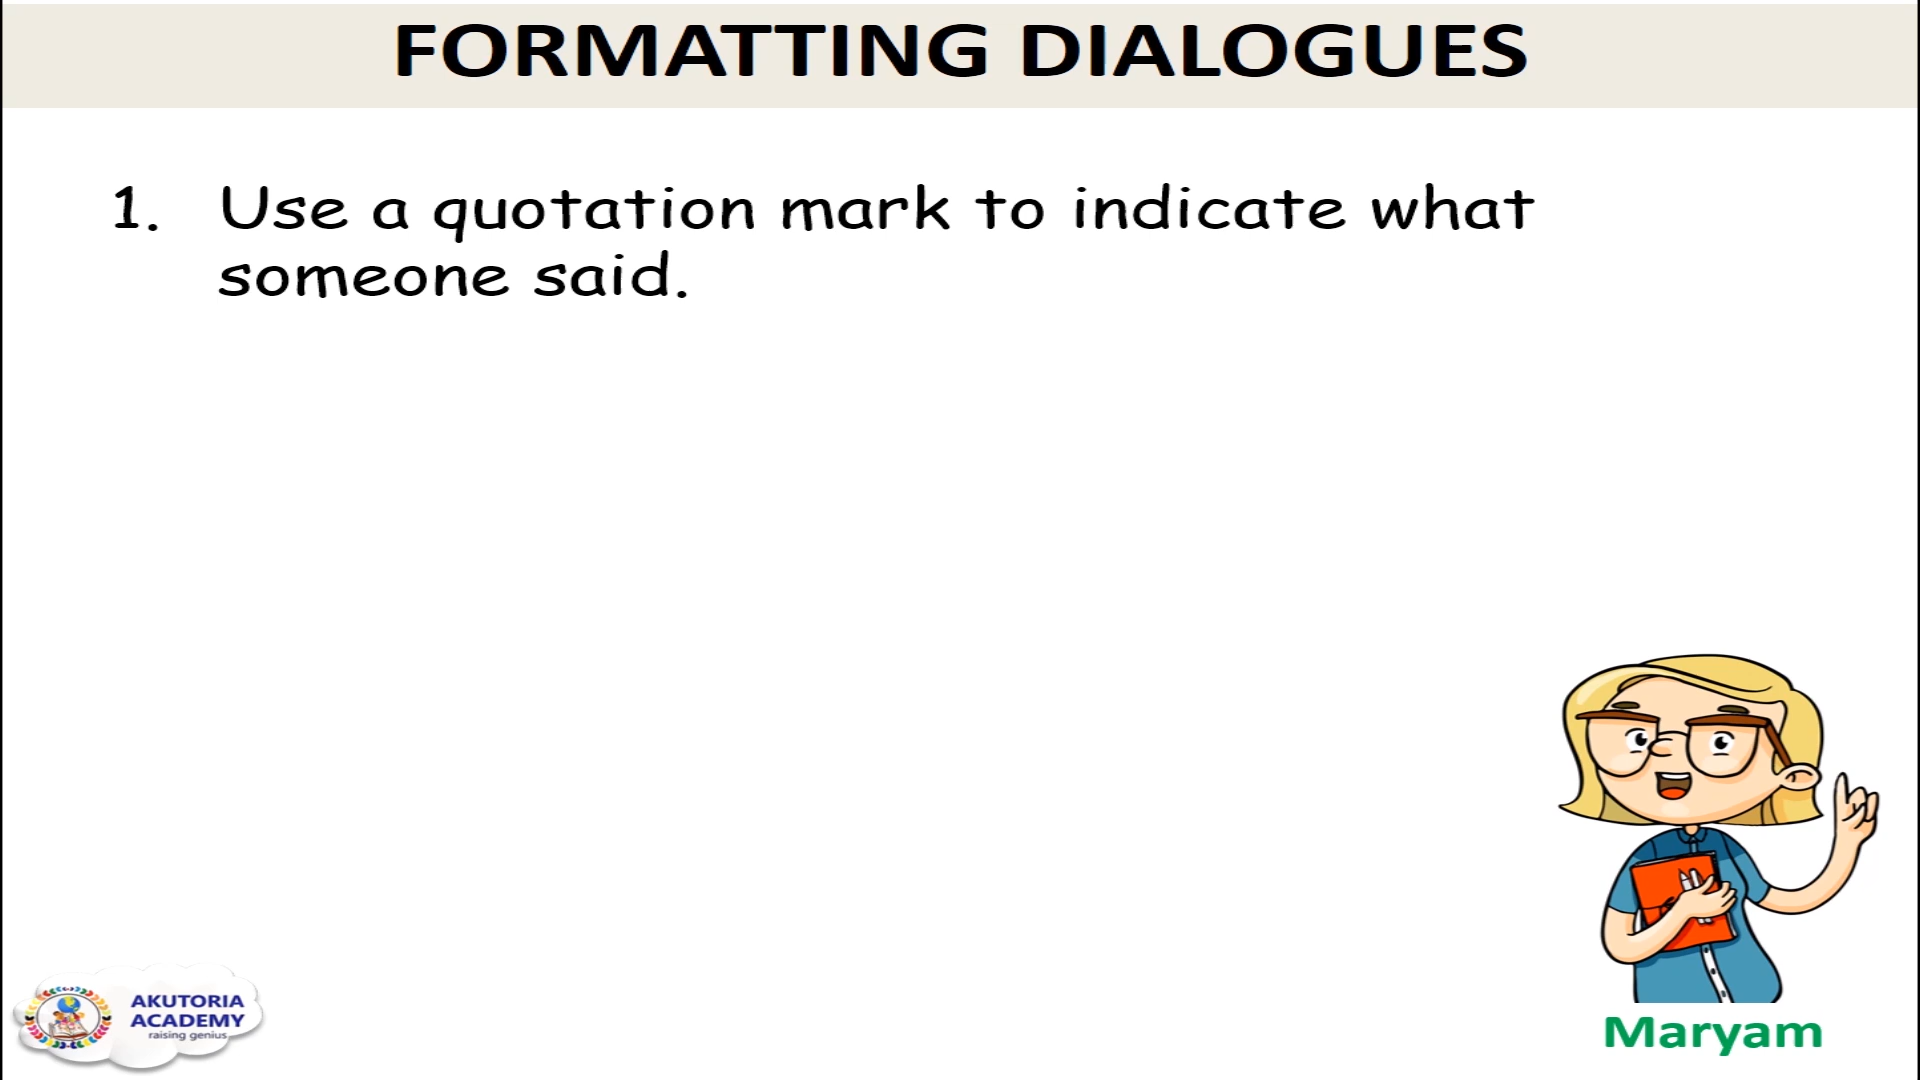 FORMATTING DIALOGUES
1. Use a quotation mark to indicate what
someone said.
AKUTORIA
ACADEMY
raising genius
Maryam